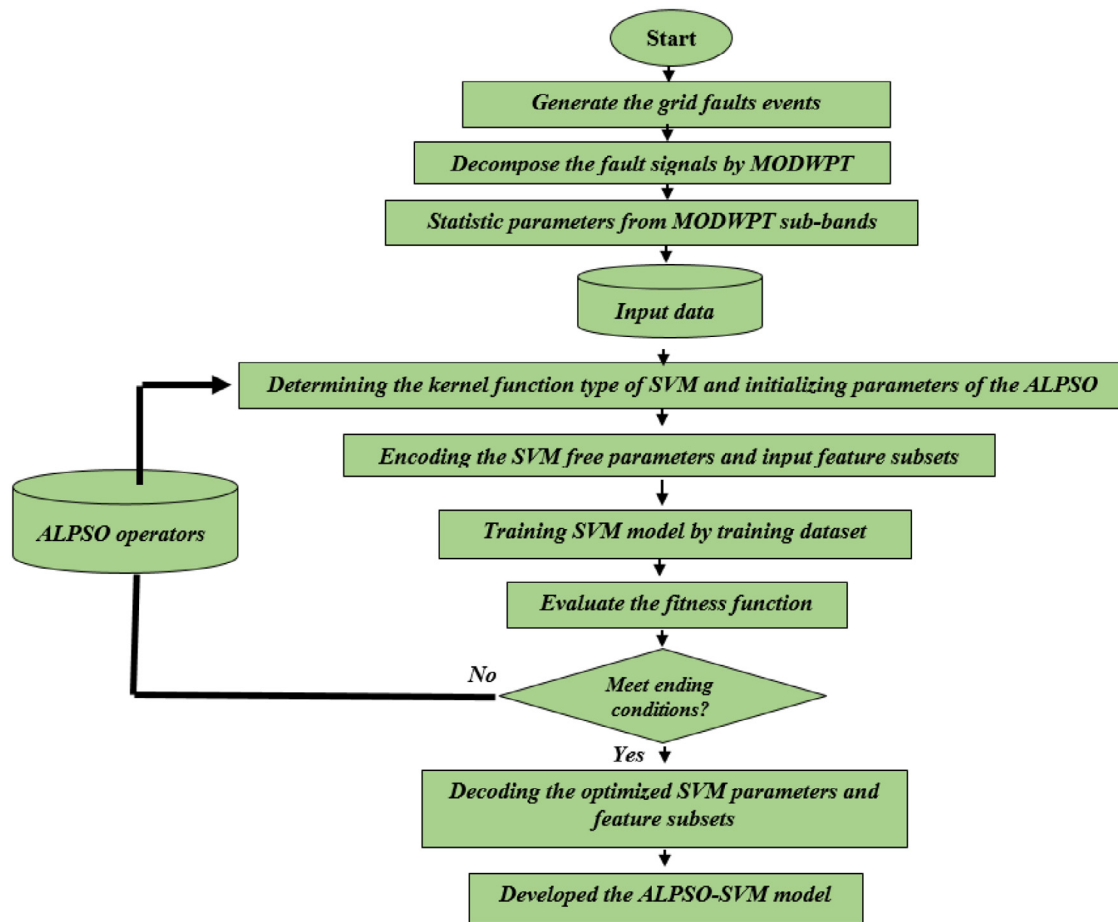 Start
Generate the grid faults events
Decompose the fault signals by MODWPT
Statistic parameters from MODWPT sub-bands
Input data
Determining the kernel function type of SVM and initializing parameters of the ALPSO
Encoding the SVM free parameters and input feature subsets
ALPSO operators
Training SVM model by training dataset
Evaluate the fitness function
No
Meet ending
conditions?
Yes
Decoding the optimized SVM parameters and
feature subsets
Developed the ALPSO-SVM model